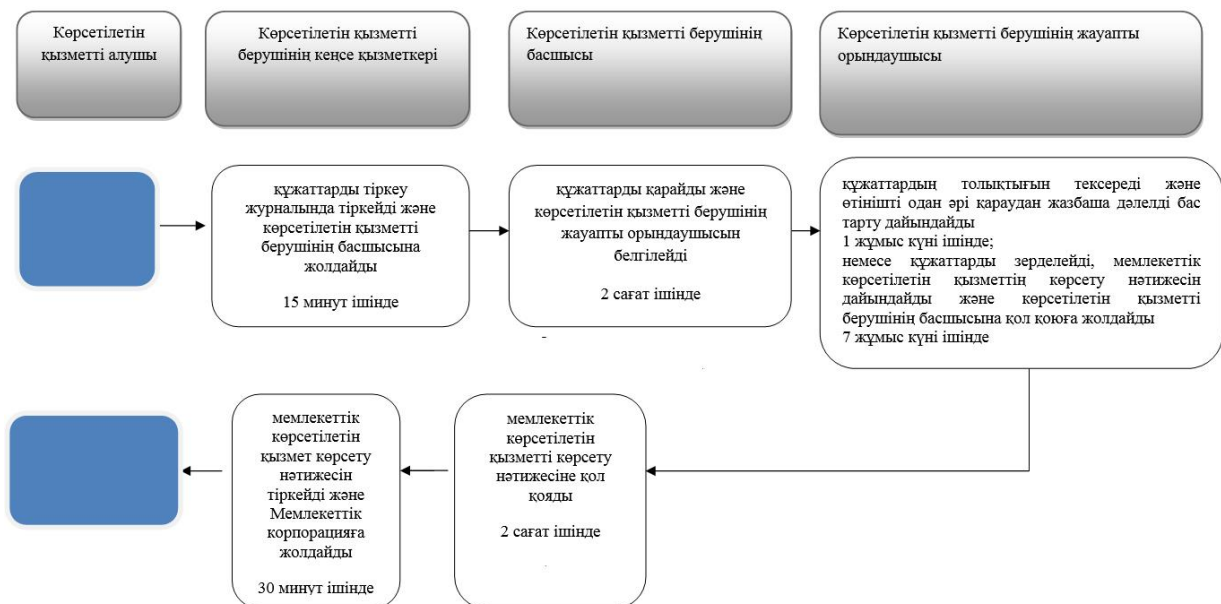 Көрсетілетін
қызметті алушы
Көрсетілетін қызметті
берушінің кеңсе қызметкері
Көрсетілетін қызметті берушінің
басшысы
Көрсетілетін қызметті берушінің жауапты
орындаушысы
құжаттарды тіркеу
журналында тіркейді және
көрсетілетін қызметті
берушінің басшысына
жолдайды
15 минут ішінде
құжаттарды қарайды және
көрсетілетін қызметті берушінің
жауапты орындаушысын
белгілейді
2 сағат ішінде
құжаттардың толықтығын тексереді және
өтінішті одан әрі қараудан жазбаша дәлелді бас
тарту дайындайды
1 жұмыс күні ішінде;
немесе құжаттарды зерделейді, мемлекеттік
көрсетілетін қызметтің көрсету нәтижесін
дайындайды және көрсетілетін қызметті
берушінің басшысына қол қоюға жолдайды
7 жұмыс күні ішінде
мемлекеттік
көрсетілетін
қызмет көрсету
нәтижесін
тіркейді және
Мемлекеттік
корпорацияға
жолдайды
30 минут ішінде
мемлекеттік
көрсетілетін
қызметті көрсету
нәтижесіне қол
қояды
2 сағат ішінде